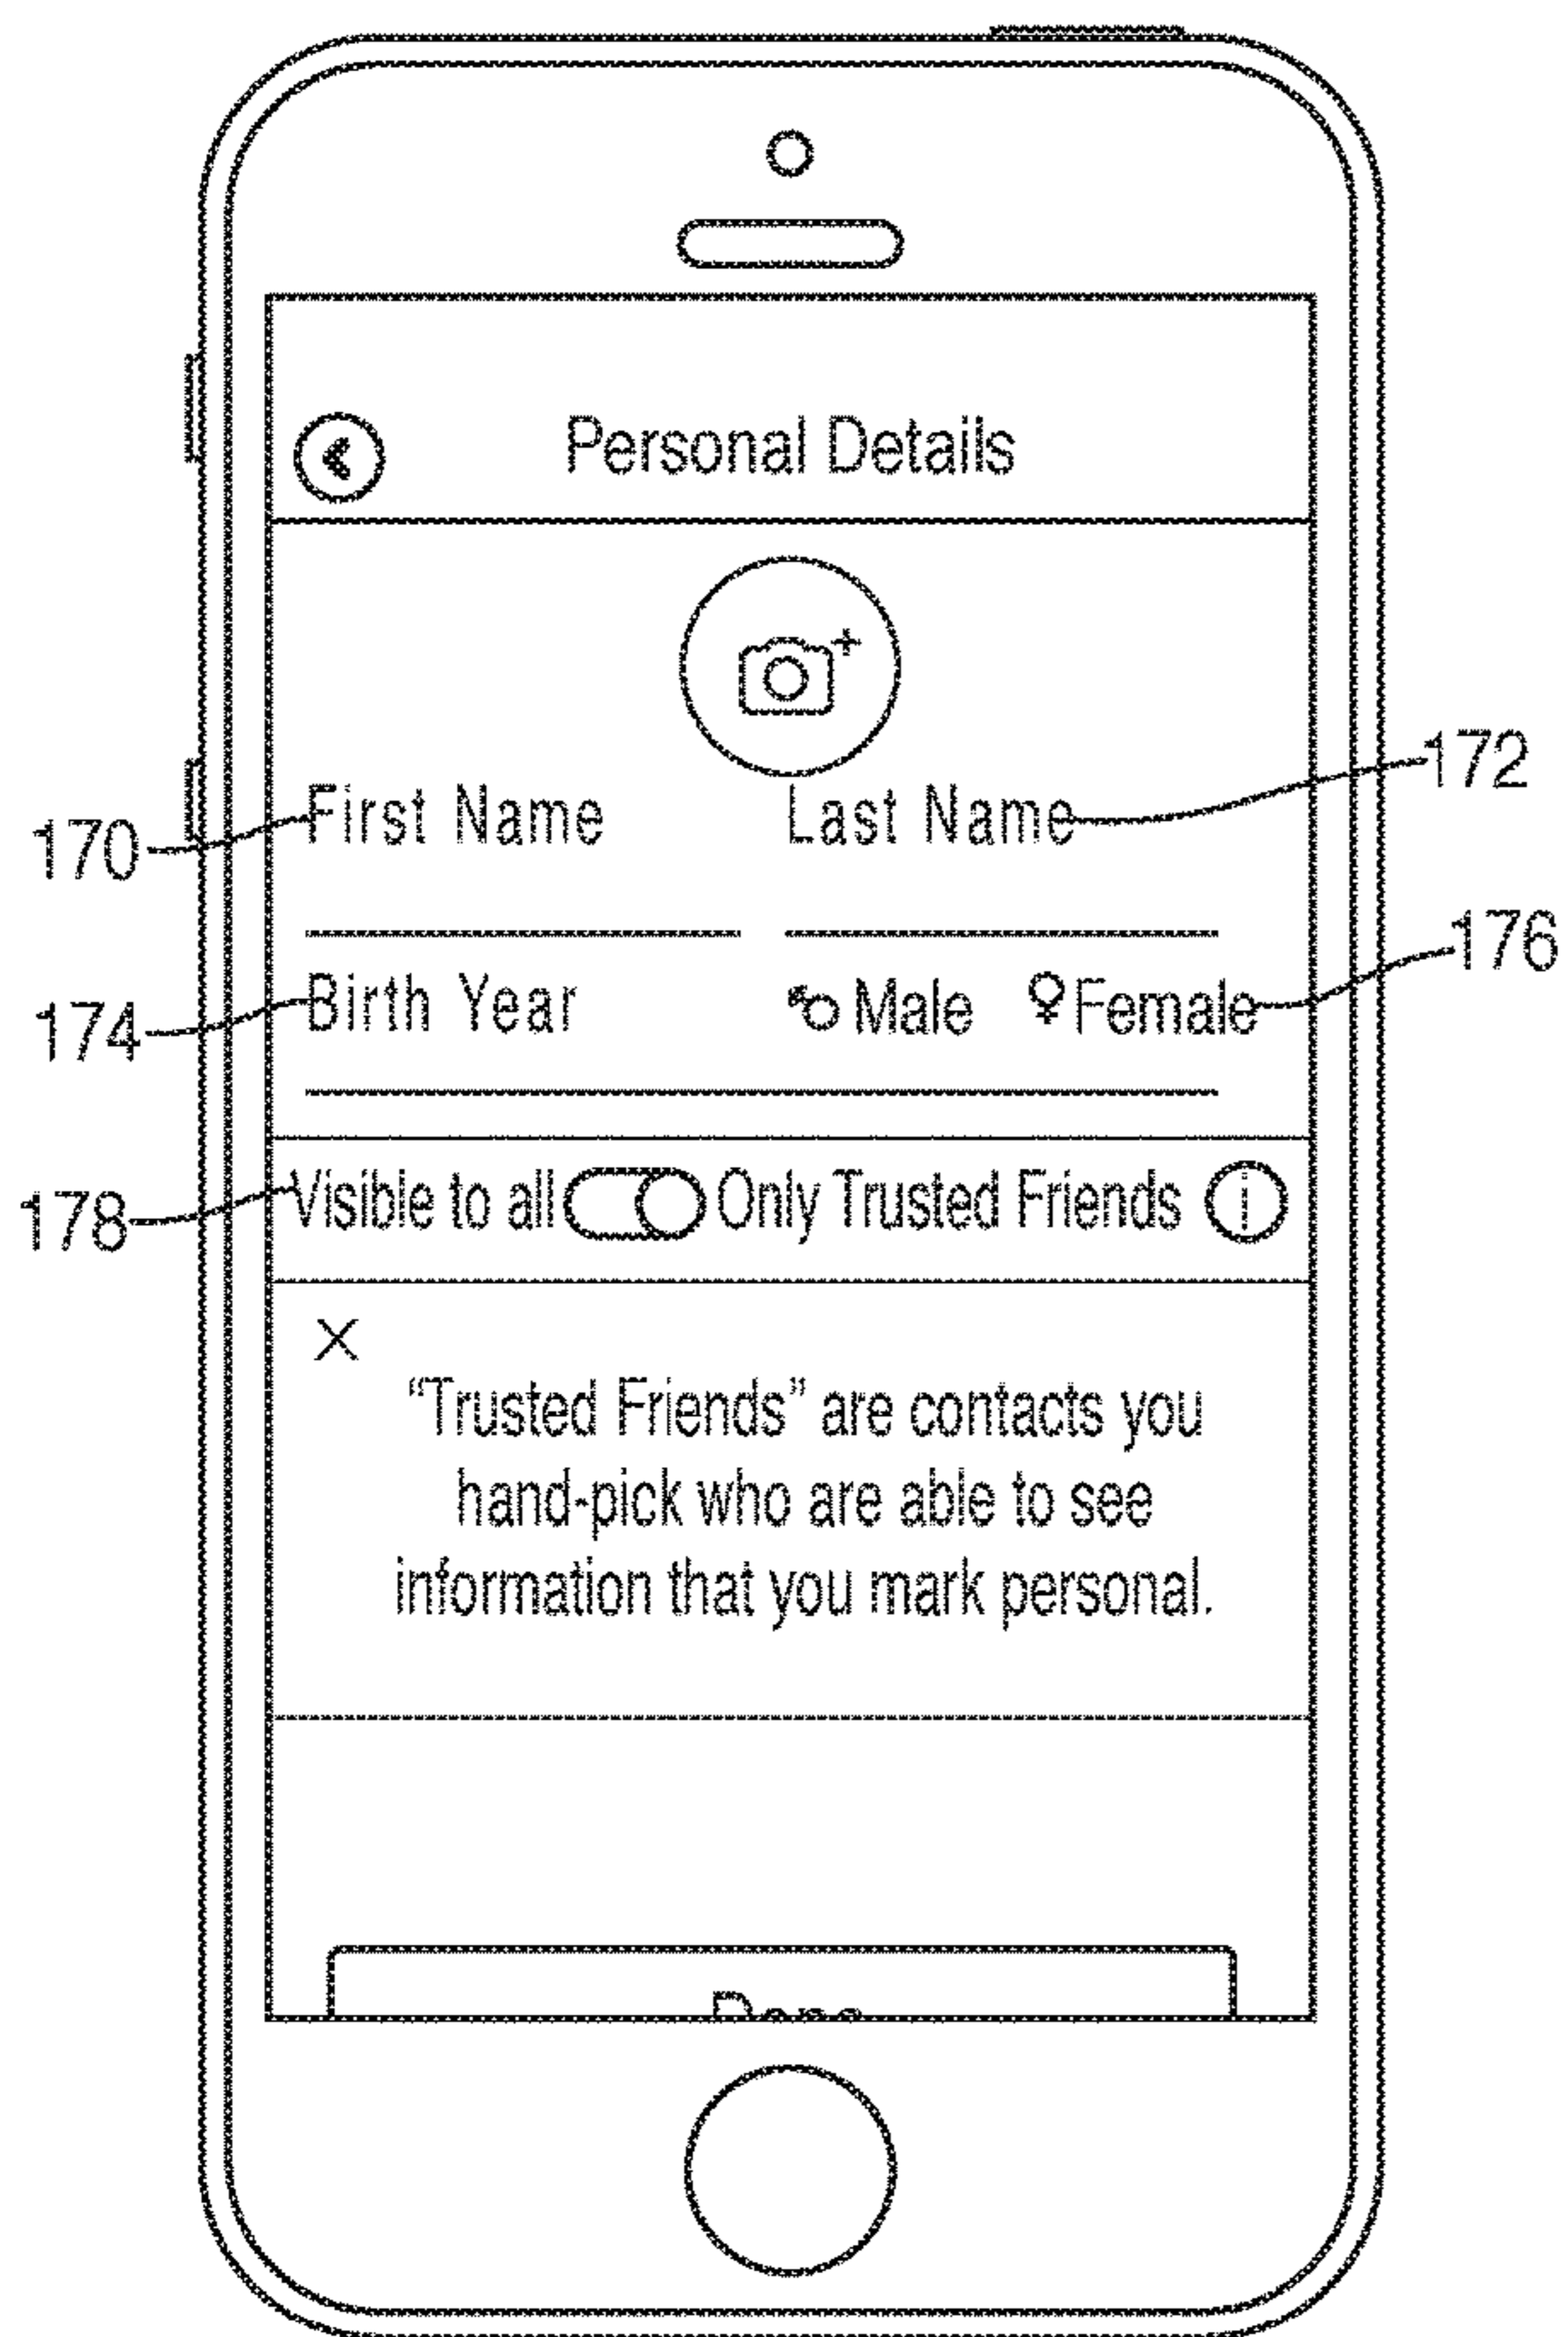 Personal Details
172
First Name Last Name
170
176
Birth Year Male Female
174
Visible to all Only Trusted Friends i
178
X
“Trusted Friends” are contacts you
hand-pick who are able to see
information that you mark personal.
Done